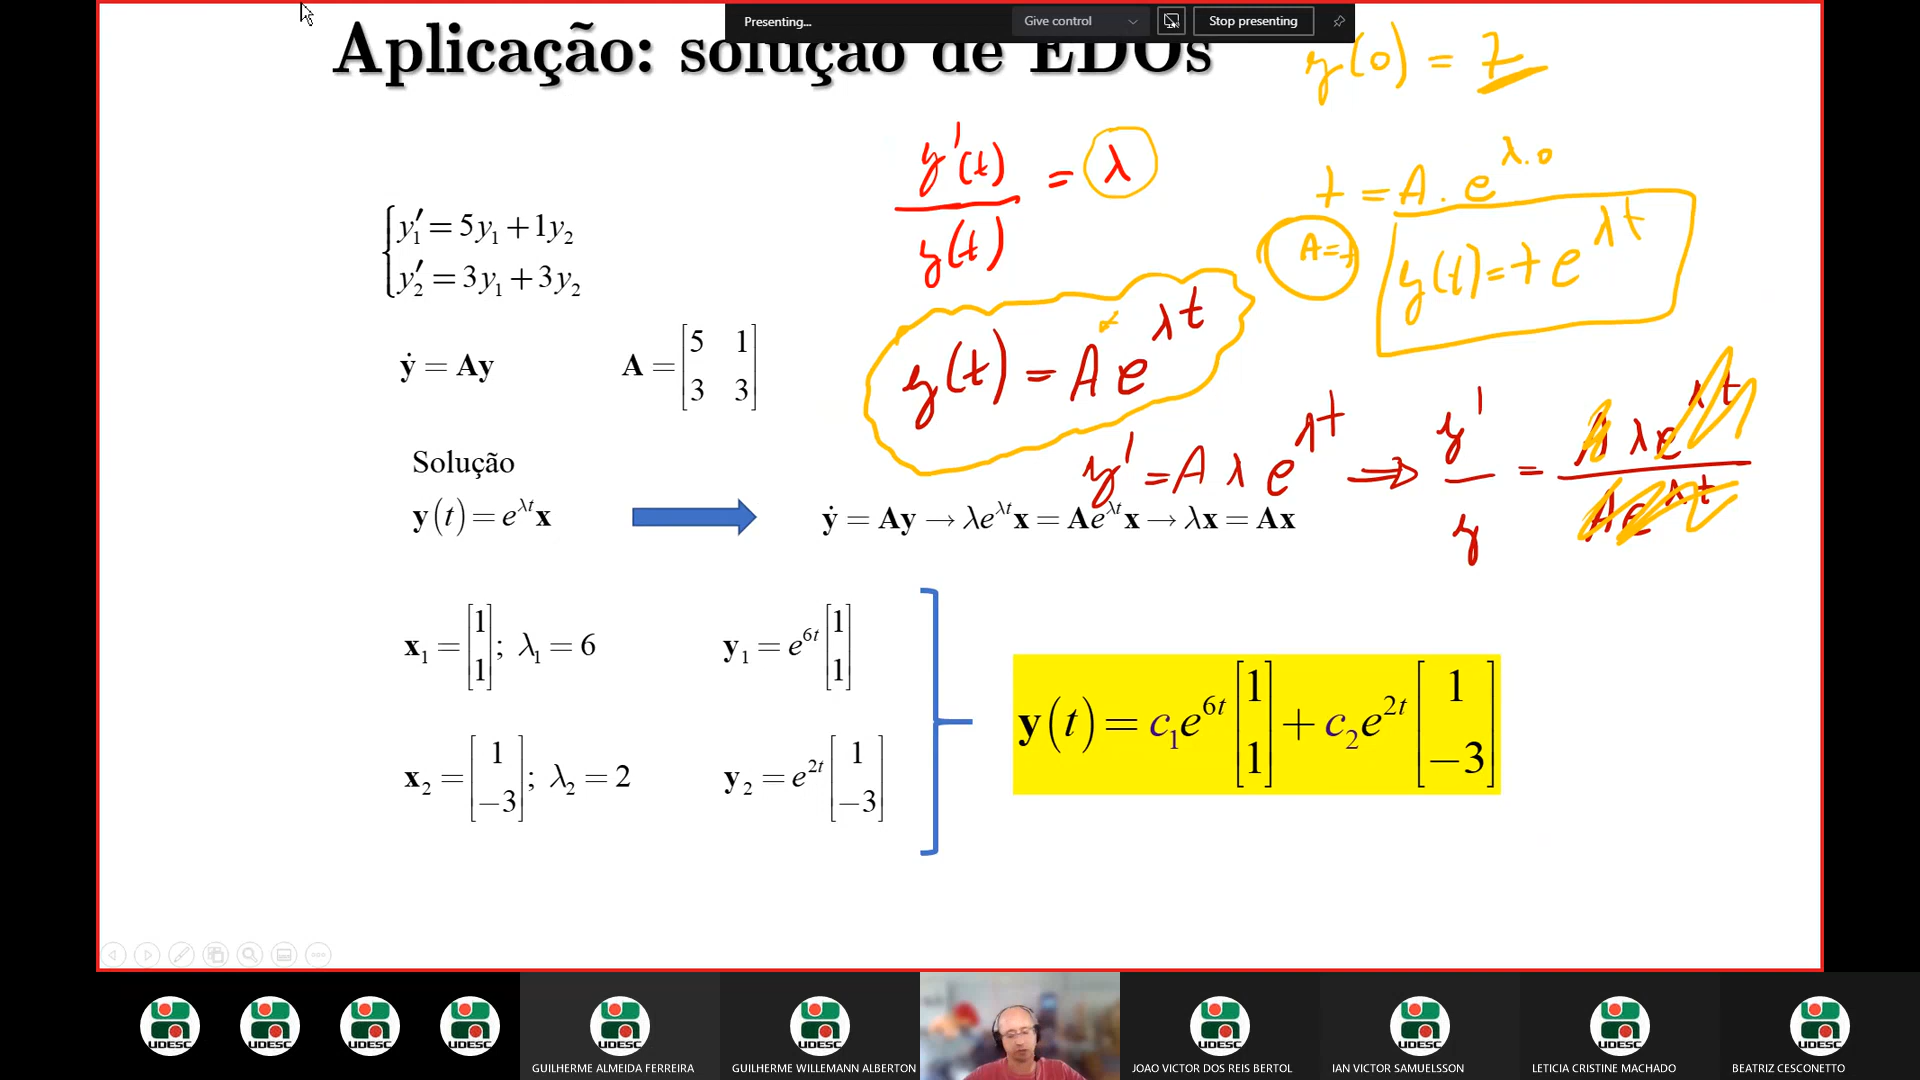 Presenting...
Give control
Stop presenting
Aplicação: solução de EDOs
y(0) = 7
y'(t) / y(t) = λ
7 = A . e^λ.0
A=7
y(t)=7 e^λt
y(t) = A e^λt
y' = A λ e^λt ⇒ y' / y = A λ e^λt / A e^λt
y₁′ = 5y₁ + 1y₂
y₂′ = 3y₁ + 3y₂
ẏ = Ay
A = [5 1
3 3]
Solução
y(t) = e^λt x
ẏ = Ay → λe^λt x = Ae^λt x → λx = Ax
x₁ = [1
1]; λ₁ = 6
y₁ = e^6t [1
1]
x₂ = [1
−3]; λ₂ = 2
y₂ = e^2t [1
−3]
y(t) = c₁e^6t [1
1] + c₂e^2t [1
−3]
UDESC
UDESC
UDESC
UDESC
UDESC
UDESC
UDESC
UDESC
UDESC
UDESC
GUILHERME ALMEIDA FERREIRA
GUILHERME WILLEMANN ALBERTON
JOAO VICTOR DOS REIS BERTOL
IAN VICTOR SAMUELSSON
LETICIA CRISTINE MACHADO
BEATRIZ CESCONETTO